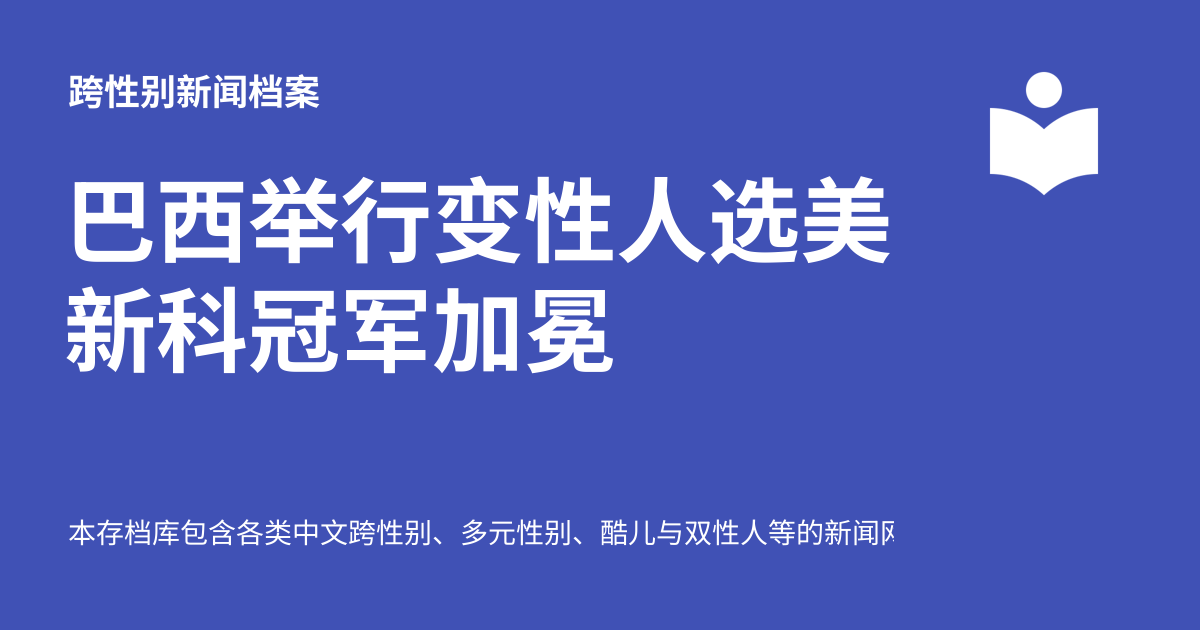 跨性别新闻档案
巴西举行变性人选美
新科冠军加冕
本存档库包含各类中文跨性别、多元性别、酷儿与双性人等的新闻